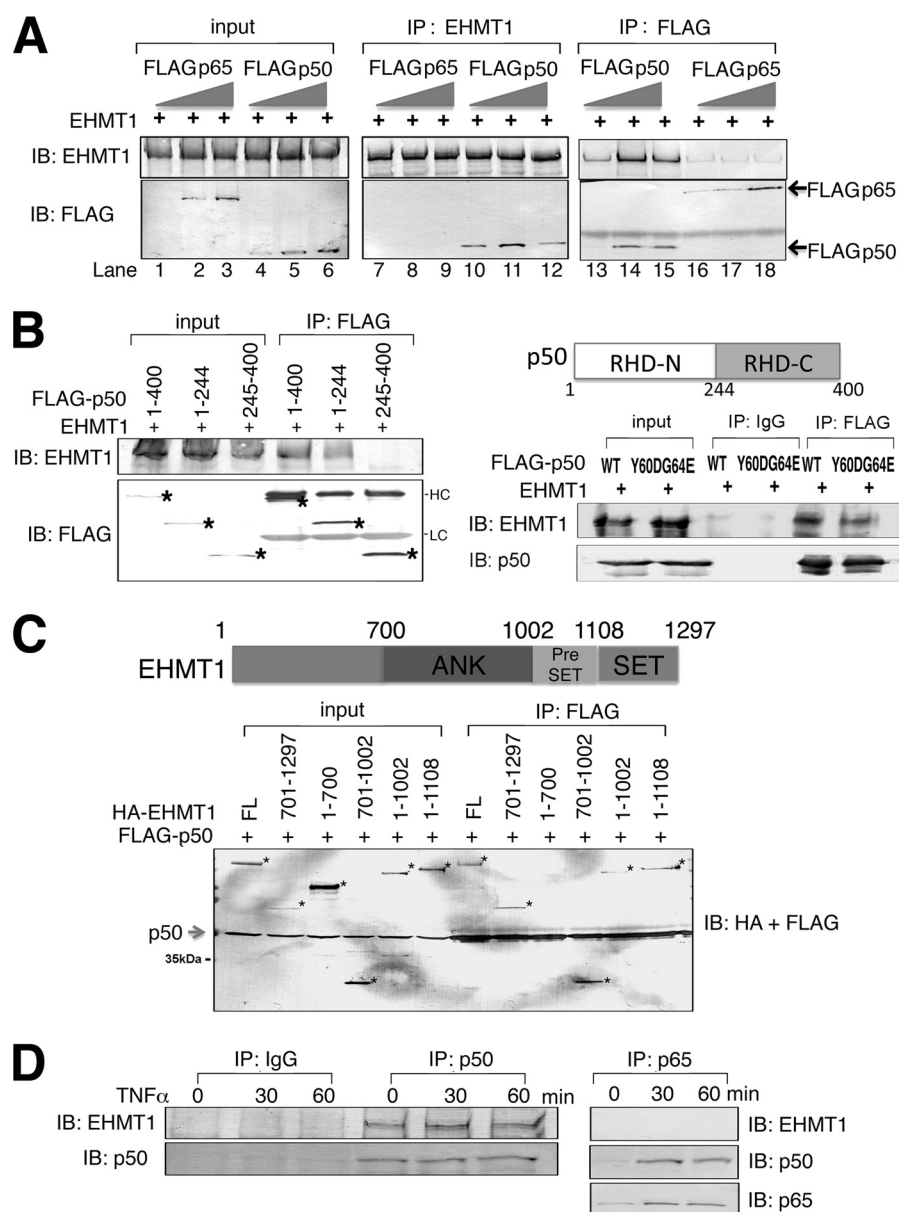 A
input IP: EHMT1 IP: FLAG
FLAGp65 FLAGp50 FLAGp65 FLAGp50 FLAGp50 FLAGp65
EHMT1 + + + + + + + + + + + + + + + + + +
IB: EHMT1
IB: FLAG
←FLAGp65
←FLAGp50
Lane 1 2 3 4 5 6 7 8 9 10 11 12 13 14 15 16 17 18
B
input IP: FLAG
FLAG-p50 1-400 1-244 245-400 1-400 1-244 245-400
EHMT1 + + + + + +
IB: EHMT1
IB: FLAG
* * * * * *
-HC
-LC
p50 RHD-N RHD-C
1 244 400
input IP: IgG IP: FLAG
FLAG-p50 WT Y60DG64E WT Y60DG64E WT Y60DG64E
EHMT1 + + + + + +
IB: EHMT1
IB: p50
C
1 700 1002 1108 1297
EHMT1 ANK Pre SET SET
input IP: FLAG
HA-EHMT1 FL 701-1297 1-700 701-1002 1-1002 1-1108 FL 701-1297 1-700 701-1002 1-1002 1-1108
FLAG-p50 + + + + + + + + + + + +
* * * * * * * * * * *
p50 →
35kDa -
IB: HA + FLAG
D
IP: IgG IP: p50 IP: p65
TNFα 0 30 60 0 30 60 min 0 30 60 min
IB: EHMT1 IB: EHMT1
IB: p50 IB: p50
IB: p65